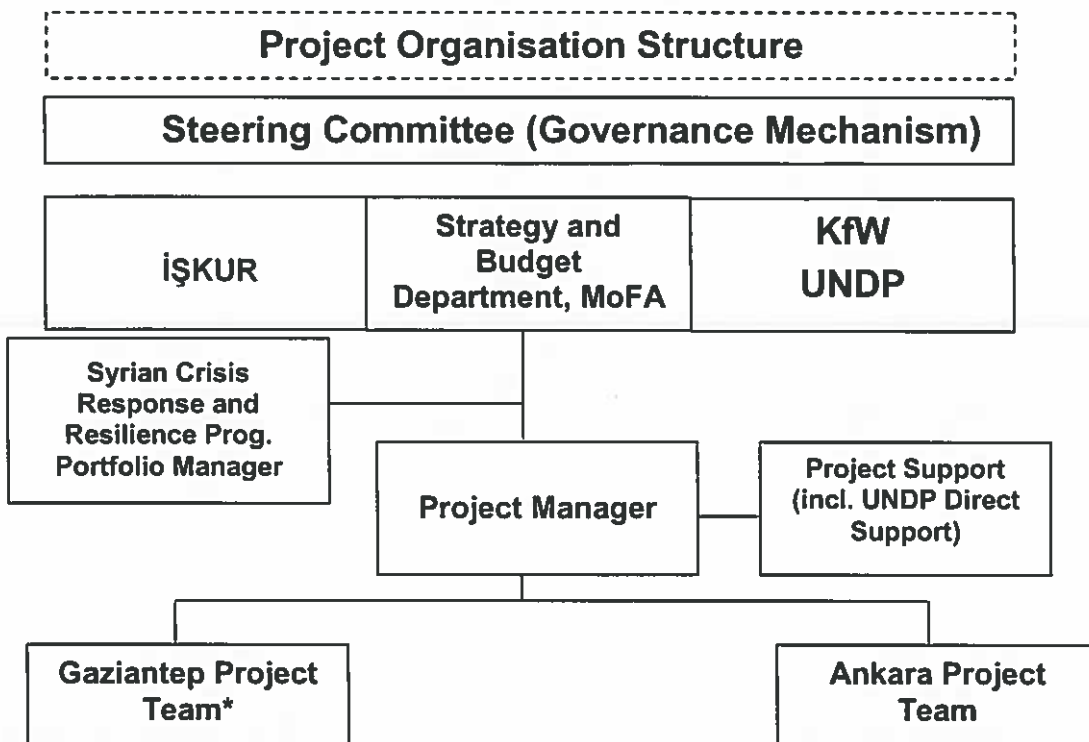 Project Organisation Structure
Steering Committee (Governance Mechanism)
İŞKUR
Strategy and
Budget
Department, MoFA
KfW
UNDP
Syrian Crisis
Response and
Resilience Prog.
Portfolio Manager
Project Manager
Project Support
(incl. UNDP Direct
Support)
Gaziantep Project
Team*
Ankara Project
Team